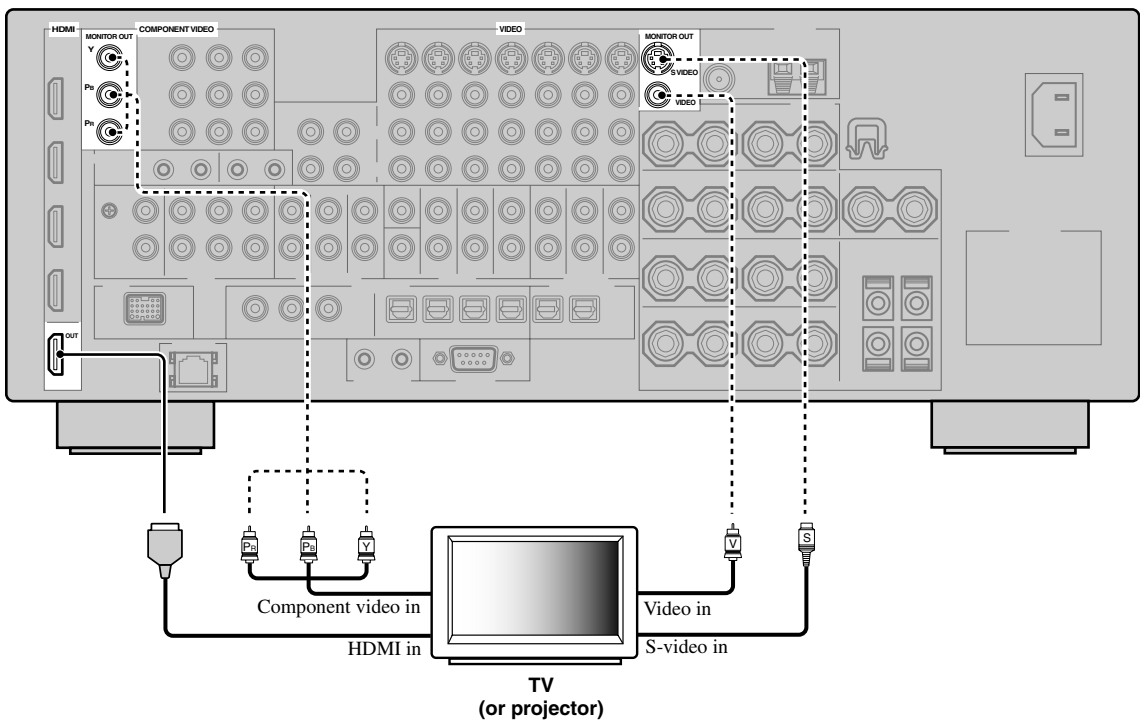 HDMI
COMPONENT VIDEO
VIDEO
MONITOR OUT
Y
PB
PR
MONITOR OUT
S VIDEO
VIDEO
OUT
PR
PB
Y
V
S
Component video in
Video in
HDMI in
S-video in
TV
(or projector)